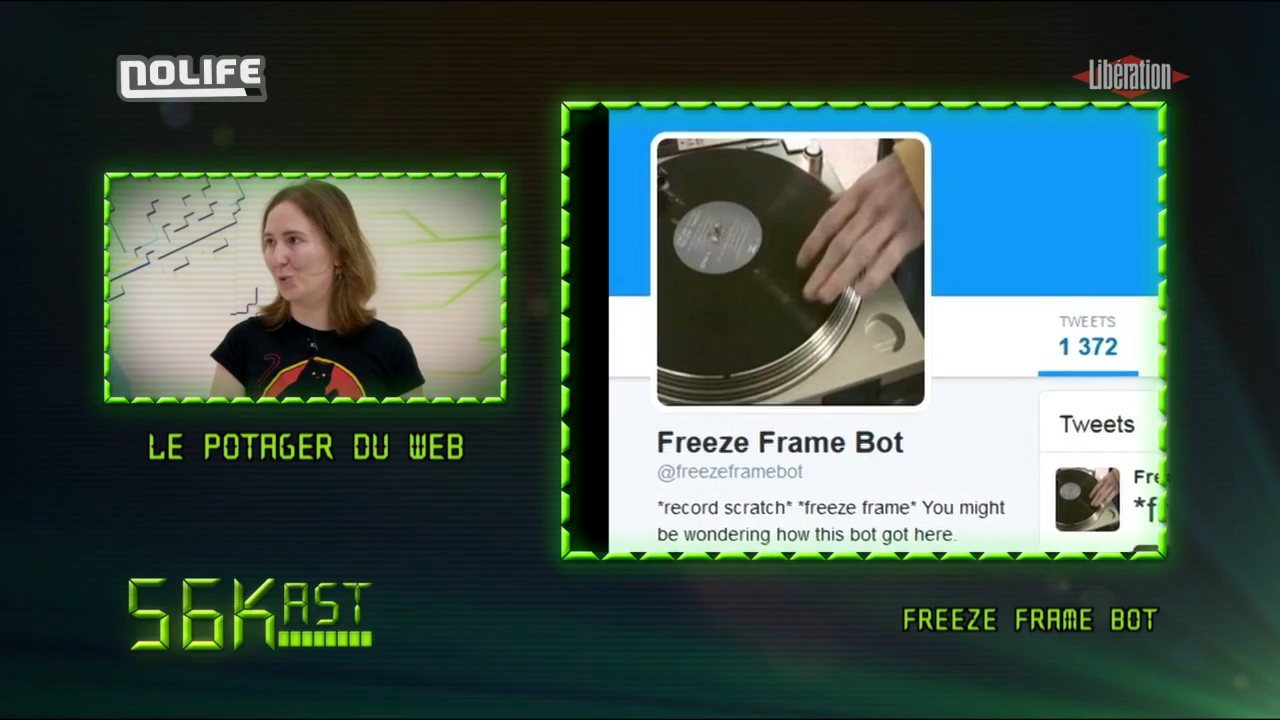 NOLIFE
Libération
TWEETS
1 372
Tweets
Freeze Frame Bot
@freezeframebot
*record scratch* *freeze frame* You might
be wondering how this bot got here.
Fre
*f
LE POTAGER DU WEB
56KAST
FREEZE FRAME BOT